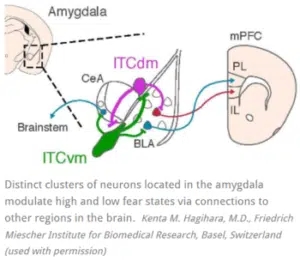 Amygdala
mPFC
ITCdm
CeA
PL
IL
Brainstem
BLA
ITCvm
Distinct clusters of neurons located in the amygdala
modulate high and low fear states via connections to
other regions in the brain. Kenta M. Hagihara, M.D., Friedrich
Miescher Institute for Biomedical Research, Basel, Switzerland
(used with permission)